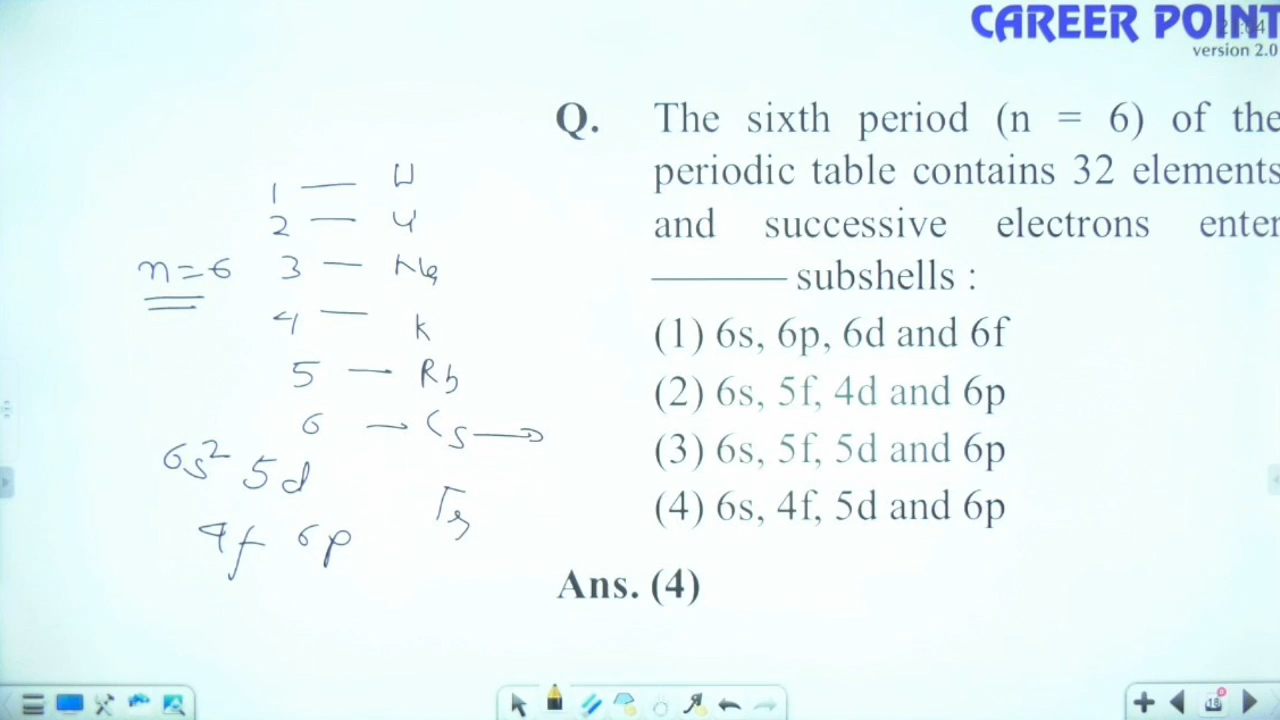 CAREER POINT
version 2.0
Q. The sixth period (n = 6) of the
periodic table contains 32 elements
and successive electrons enter
subshells :
(1) 6s, 6p, 6d and 6f
(2) 6s, 5f, 4d and 6p
(3) 6s, 5f, 5d and 6p
(4) 6s, 4f, 5d and 6p
Ans. (4)
n=6
1 —
2 —
3 — Na
4 — K
5 — Rb
6 — Cs
6s² 5d
4f 6p
18